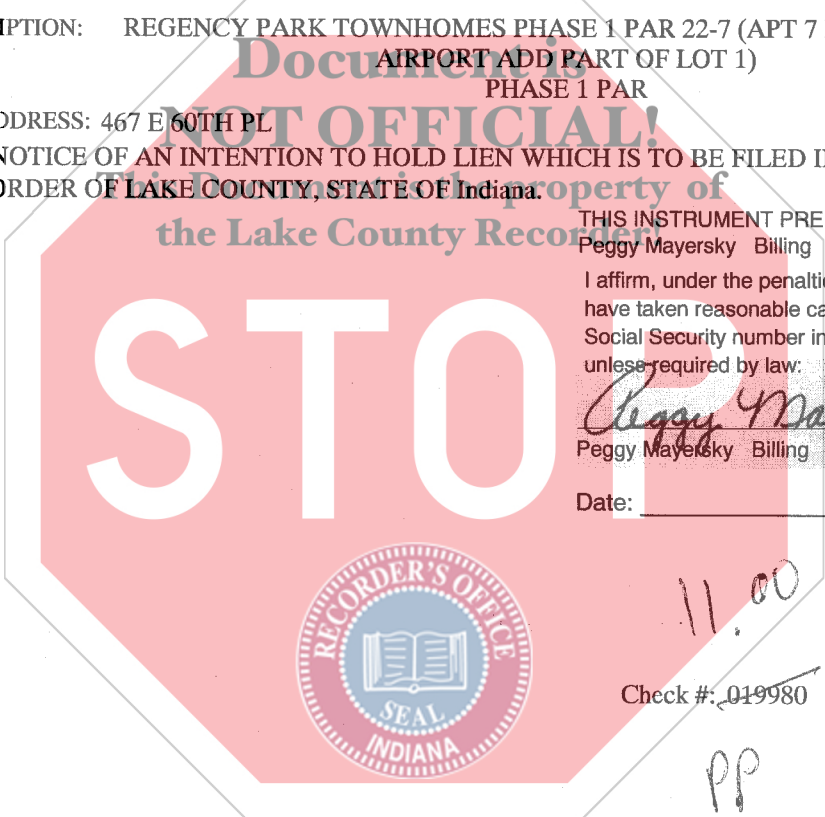 IPTION: REGENCY PARK TOWNHOMES PHASE 1 PAR 22-7 (APT 7
AIRPORT ADD PART OF LOT 1)
PHASE 1 PAR
DDRESS: 467 E 60TH PL
NOTICE OF AN INTENTION TO HOLD LIEN WHICH IS TO BE FILED I
ORDER OF LAKE COUNTY, STATE OF Indiana.
Document is
NOT OFFICIAL!
This Document is the property of
the Lake County Recorder!
STOP
THIS INSTRUMENT PRE
Peggy Mayersky Billing
I affirm, under the penaltie
have taken reasonable ca
Social Security number in
unless required by law:
Peggy Ma
Peggy Mayersky Billing
Date:
11.00
Check #: 019980
PP
RECORDER'S OFFICE
SEAL
INDIANA